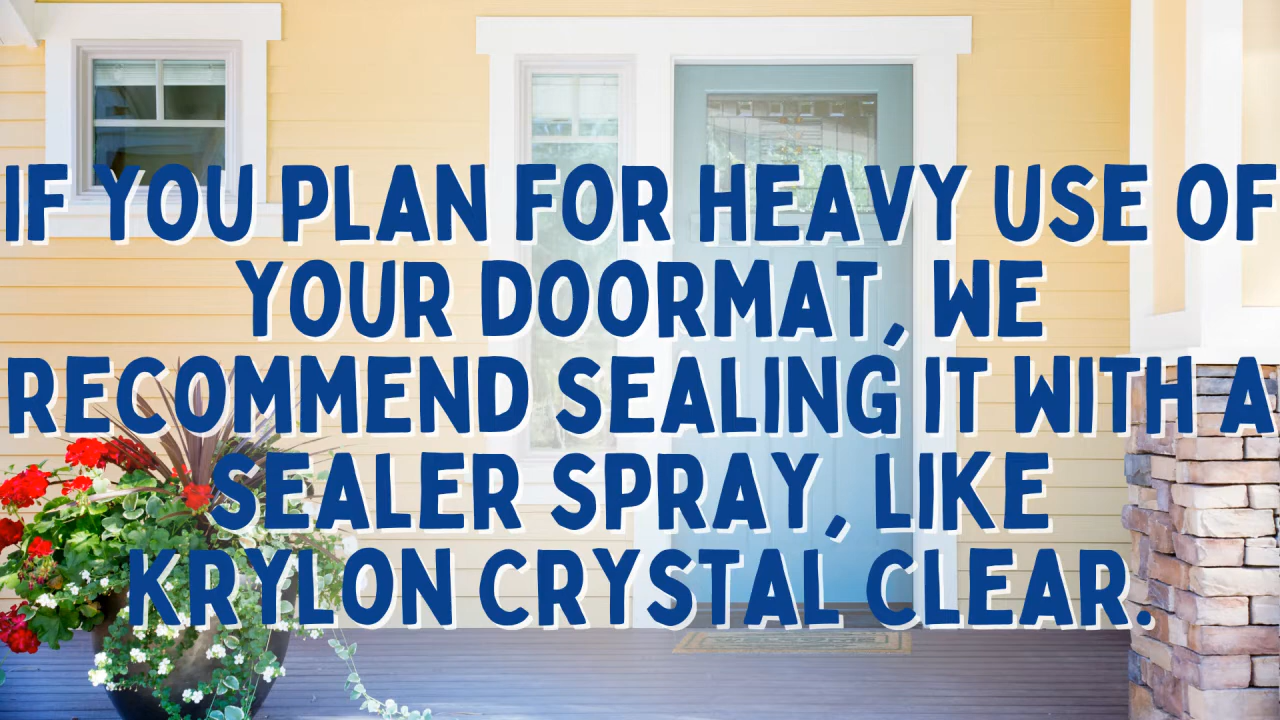 IF YOU PLAN FOR HEAVY USE OF
YOUR DOORMAT, WE
RECOMMEND SEALING IT WITH A
SEALER SPRAY, LIKE
KRYLON CRYSTAL CLEAR.